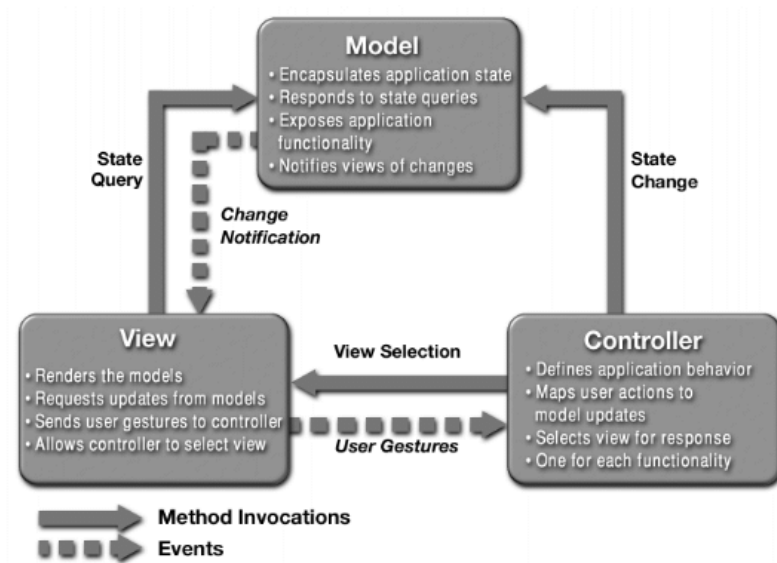 Model
• Encapsulates application state
• Responds to state queries
• Exposes application
functionality
• Notifies views of changes
State
Query
Change
Notification
State
Change
View
• Renders the models
• Requests updates from models
• Sends user gestures to controller
• Allows controller to select view
View Selection
User Gestures
Controller
• Defines application behavior
• Maps user actions to
model updates
• Selects view for response
• One for each functionality
Method Invocations
Events